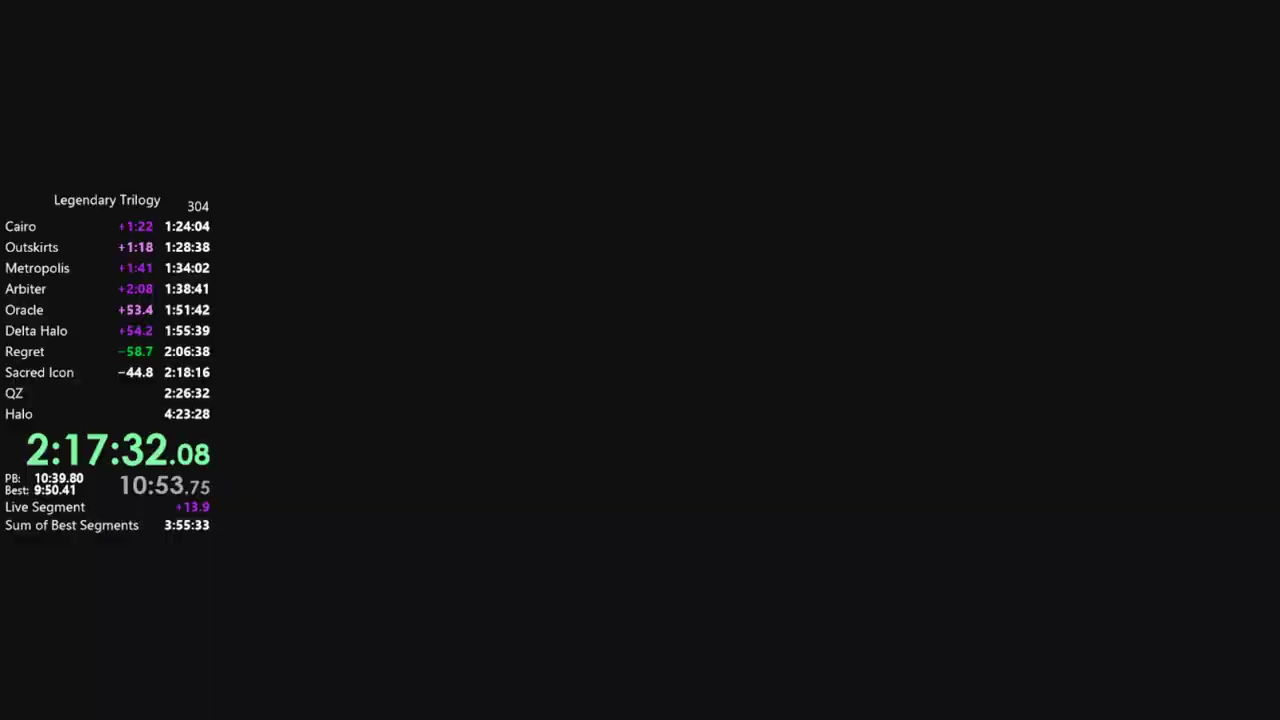 Legendary Trilogy 304
Cairo +1:22 1:24:04
Outskirts +1:18 1:28:38
Metropolis +1:41 1:34:02
Arbiter +2:08 1:38:41
Oracle +53.4 1:51:42
Delta Halo +54.2 1:55:39
Regret −58.7 2:06:38
Sacred Icon −44.8 2:18:16
QZ 2:26:32
Halo 4:23:28
2:17:32.08
PB: 10:39.80
Best: 9:50.41
10:53.75
Live Segment +13.9
Sum of Best Segments 3:55:33